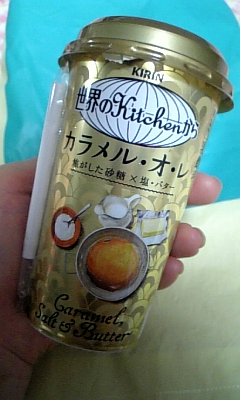 KIRIN
世界のKitchenから
カラメル・オ・レ
焦がした砂糖×塩・バター
Caramel,
Salt & Butter